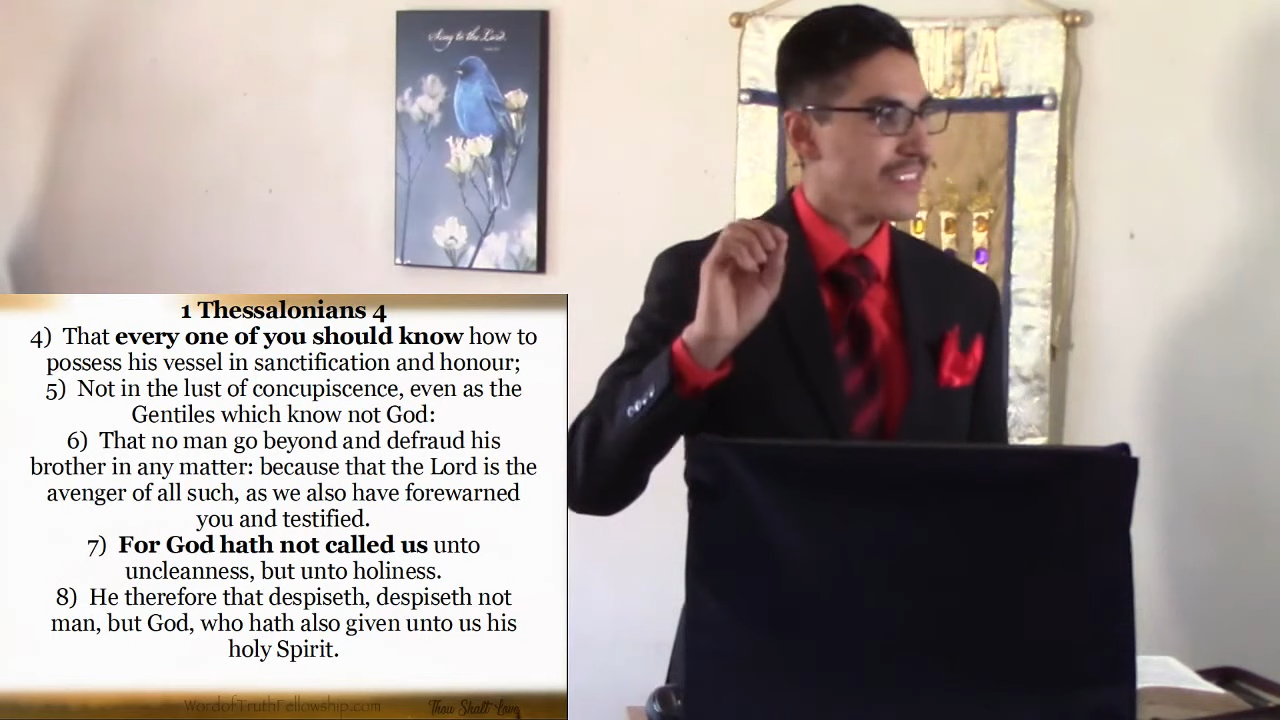 Sing to the Lord
UA
1 Thessalonians 4
4) That every one of you should know how to
possess his vessel in sanctification and honour;
5) Not in the lust of concupiscence, even as the
Gentiles which know not God:
6) That no man go beyond and defraud his
brother in any matter: because that the Lord is the
avenger of all such, as we also have forewarned
you and testified.
7) For God hath not called us unto
uncleanness, but unto holiness.
8) He therefore that despiseth, despiseth not
man, but God, who hath also given unto us his
holy Spirit.
WordofTruthFellowship.com
Thou Shalt Love